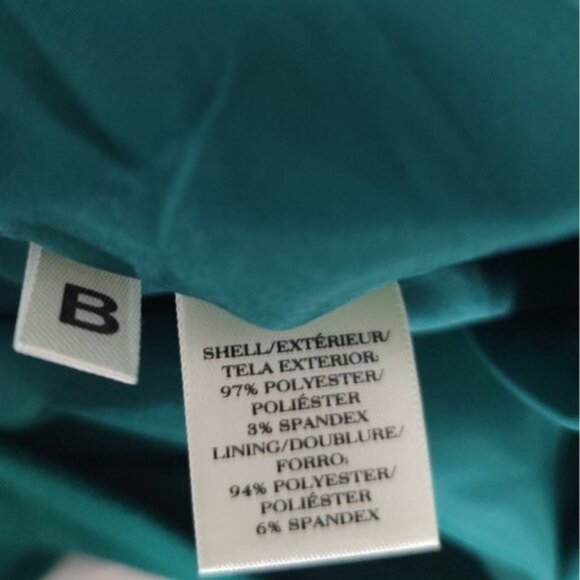 B
SHELL/EXTÉRIEUR/
TELA EXTERIOR:
97% POLYESTER/
POLIÉSTER
3% SPANDEX
LINING/DOUBLURE/
FORRO:
94% POLYESTER/
POLIÉSTER
6% SPANDEX